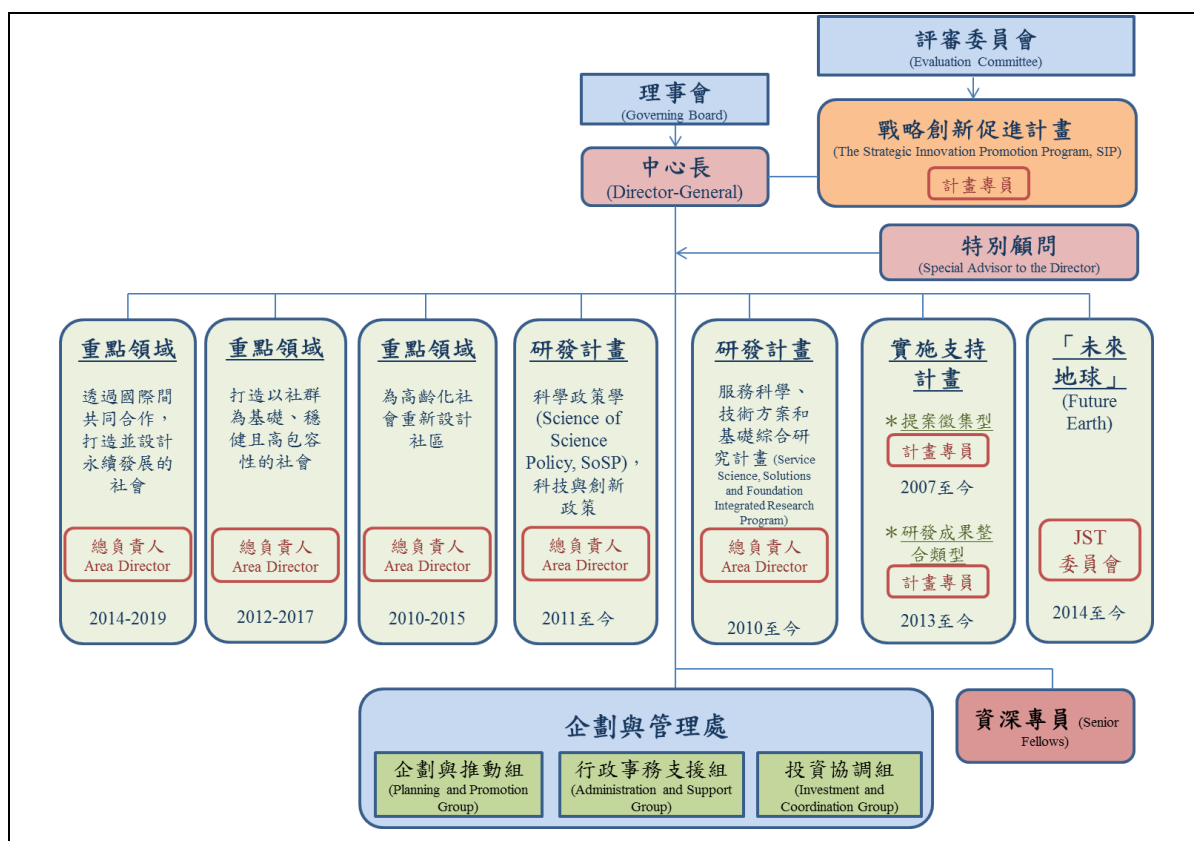 評審委員會
(Evaluation Committee)
理事會
(Governing Board)
戰略創新促進計畫
(The Strategic Innovation Promotion Program, SIP)
計畫專員
中心長
(Director-General)
特別顧問
(Special Advisor to the Director)
重點領域
透過國際間
共同合作，
打造並設計
永續發展的
社會
總負責人
Area Director
2014-2019
重點領域
打造以社群
為基礎、穩
健且高包容
性的社會
總負責人
Area Director
2012-2017
重點領域
為高齡化社
會重新設計
社區
總負責人
Area Director
2010-2015
研發計畫
科學政策學
(Science of
Science
Policy, SoSP)，
科技與創新
政策
總負責人
Area Director
2011至今
研發計畫
服務科學、
技術方案和
基礎綜合研
究計畫 (Service
Science, Solutions
and Foundation
Integrated Research
Program)
總負責人
Area Director
2010至今
實施支持
計畫
＊提案徵集型
計畫專員
2007至今
＊研發成果整
合類型
計畫專員
2013至今
「未來
地球」
(Future
Earth)
JST
委員會
2014至今
企劃與管理處
企劃與推動組
(Planning and Promotion
Group)
行政事務支援組
(Administration and Support
Group)
投資協調組
(Investment and
Coordination Group)
資深專員 (Senior
Fellows)